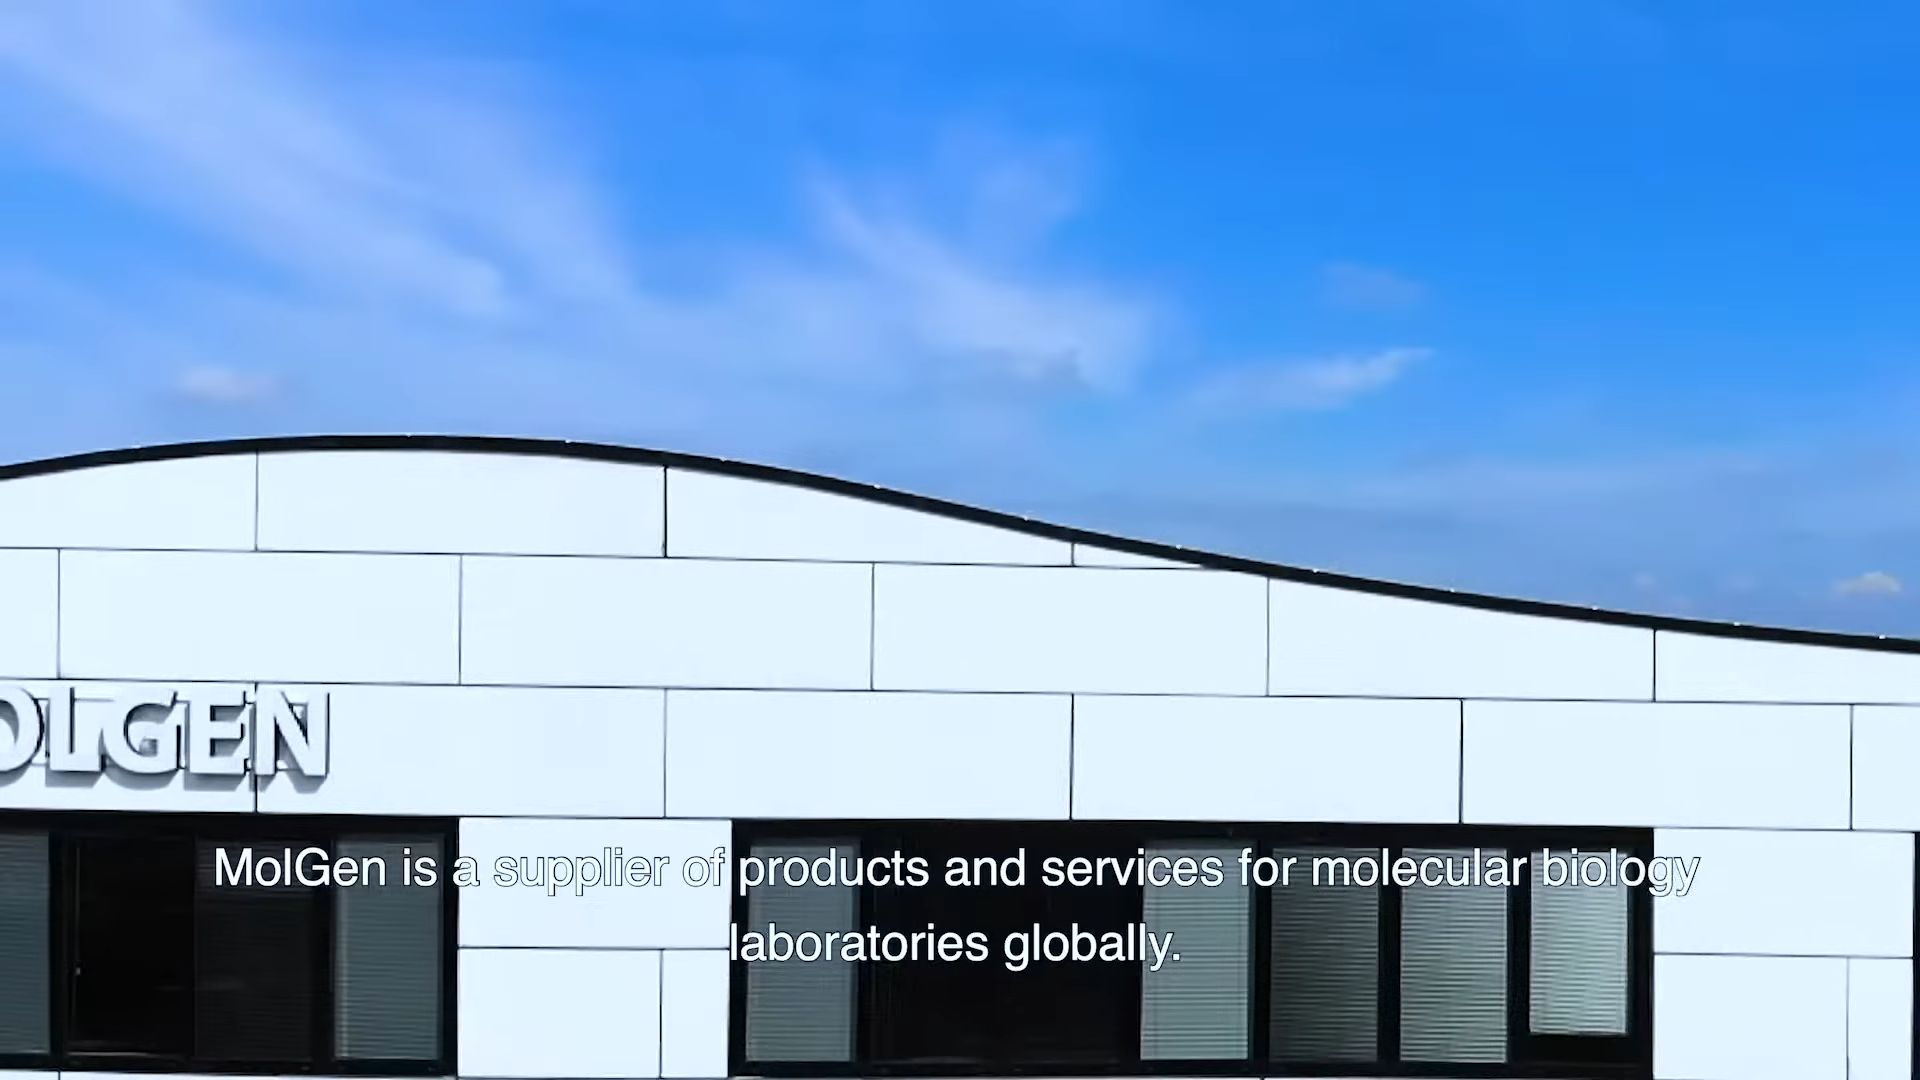 OLGEN
MolGen is a supplier of products and services for molecular biology
laboratories globally.